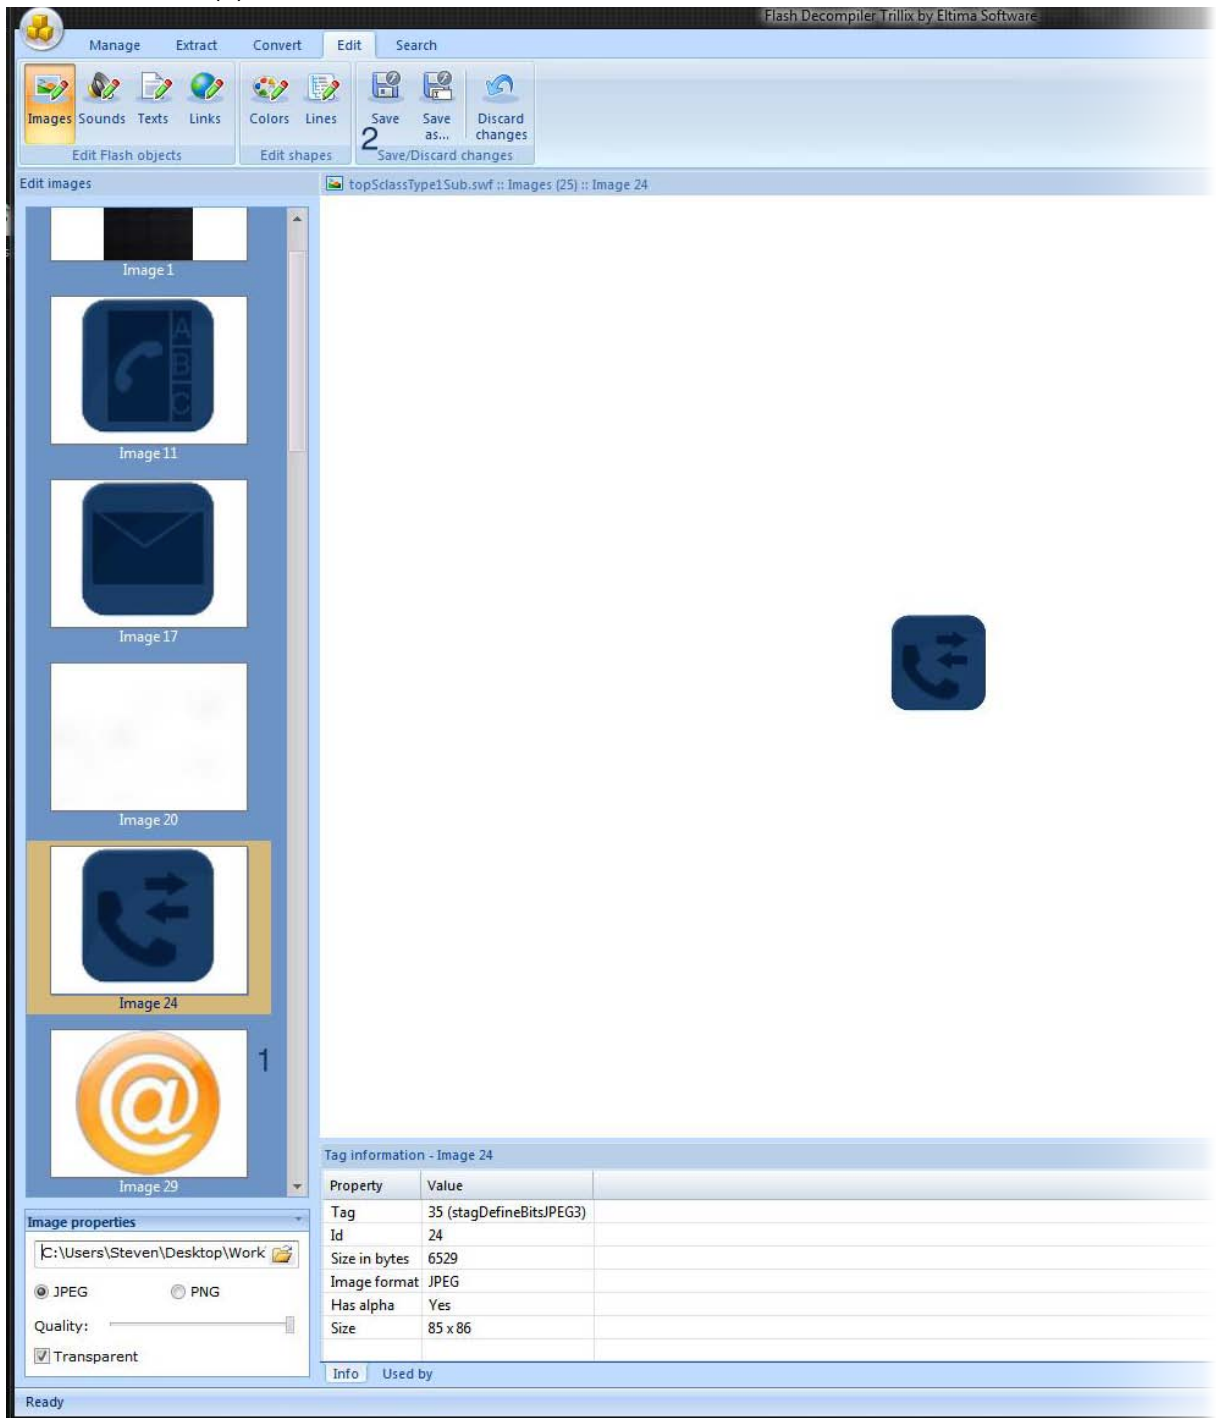 Flash Decompiler Trillix by Eltima Software
Manage Extract Convert Edit Search
Images Sounds Texts Links Colors Lines Save Save as... Discard changes
2
Edit Flash objects Edit shapes Save/Discard changes
Edit images
topSclassType1Sub.swf :: Images (25) :: Image 24
Image 1
A
B
C
Image 11
Image 17
Image 20
Image 24
1
@
Image 29
Image properties
C:\Users\Steven\Desktop\Work
JPEG PNG
Quality:
Transparent
Tag information - Image 24
Property Value
Tag 35 (stagDefineBitsJPEG3)
Id 24
Size in bytes 6529
Image format JPEG
Has alpha Yes
Size 85 x 86
Info Used by
Ready